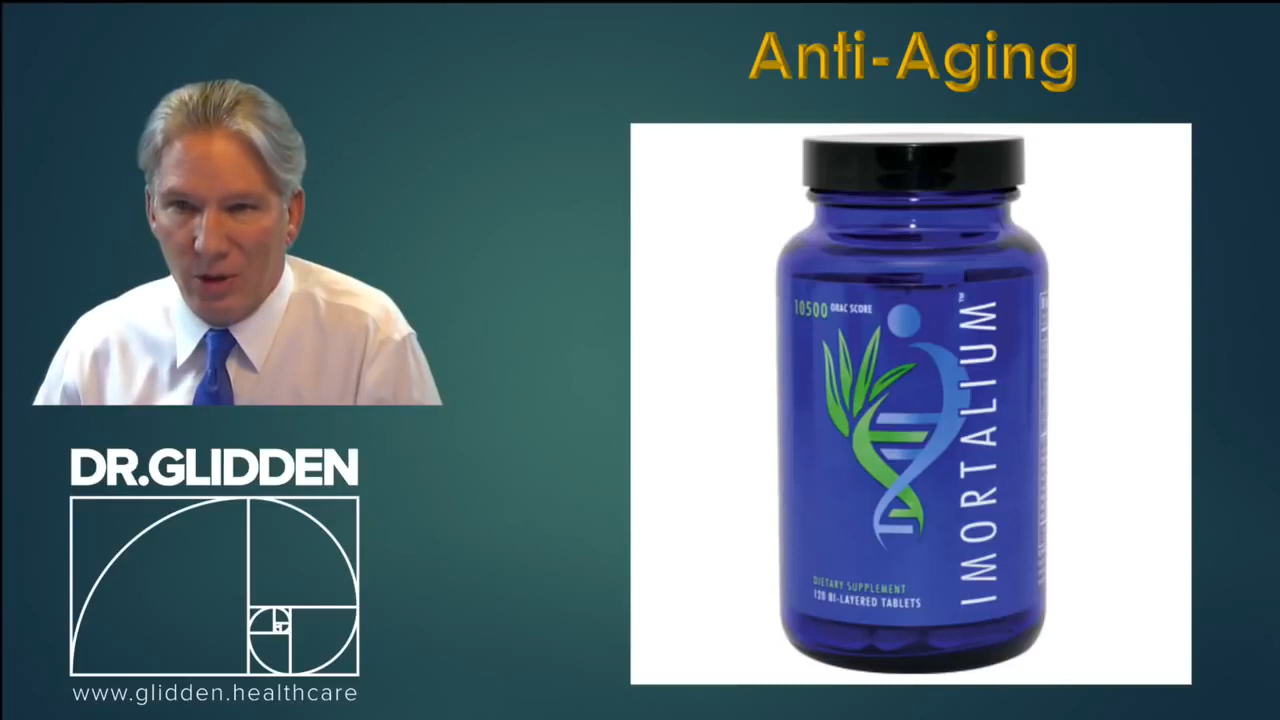 Anti-Aging
10500 ORAC SCORE
IMORTALIUM™
DIETARY SUPPLEMENT
120 BI-LAYERED TABLETS
DR.GLIDDEN
www.glidden.healthcare